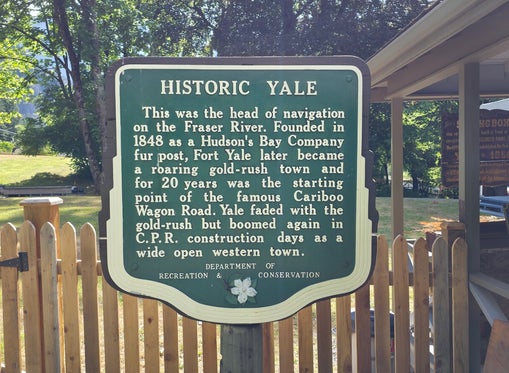 HISTORIC YALE
This was the head of navigation
on the Fraser River. Founded in
1848 as a Hudson's Bay Company
fur post, Fort Yale later became
a roaring gold-rush town and
for 20 years was the starting
point of the famous Cariboo
Wagon Road. Yale faded with the
gold-rush but boomed again in
C.P.R. construction days as a
wide open western town.
DEPARTMENT OF
RECREATION & CONSERVATION